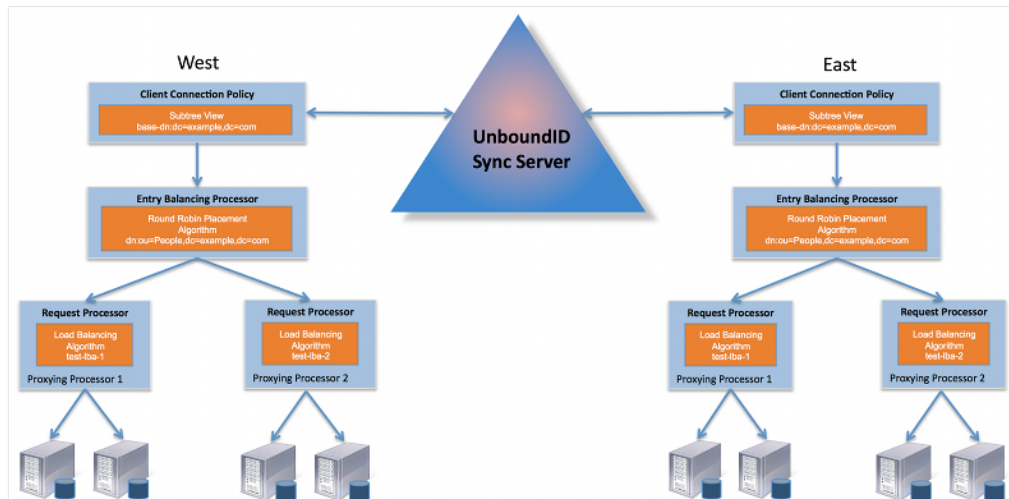 West
East
Client Connection Policy
Subtree View
base-dn:dc=example,dc=com
UnboundID
Sync Server
Client Connection Policy
Subtree View
base-dn:dc=example,dc=com
Entry Balancing Processor
Round Robin Placement
Algorithm
dn:ou=People,dc=example,dc=com
Entry Balancing Processor
Round Robin Placement
Algorithm
dn:ou=People,dc=example,dc=com
Request Processor
Load Balancing
Algorithm
test-lba-1
Proxying Processor 1
Request Processor
Load Balancing
Algorithm
test-lba-2
Proxying Processor 2
Request Processor
Load Balancing
Algorithm
test-lba-1
Proxying Processor 1
Request Processor
Load Balancing
Algorithm
test-lba-2
Proxying Processor 2